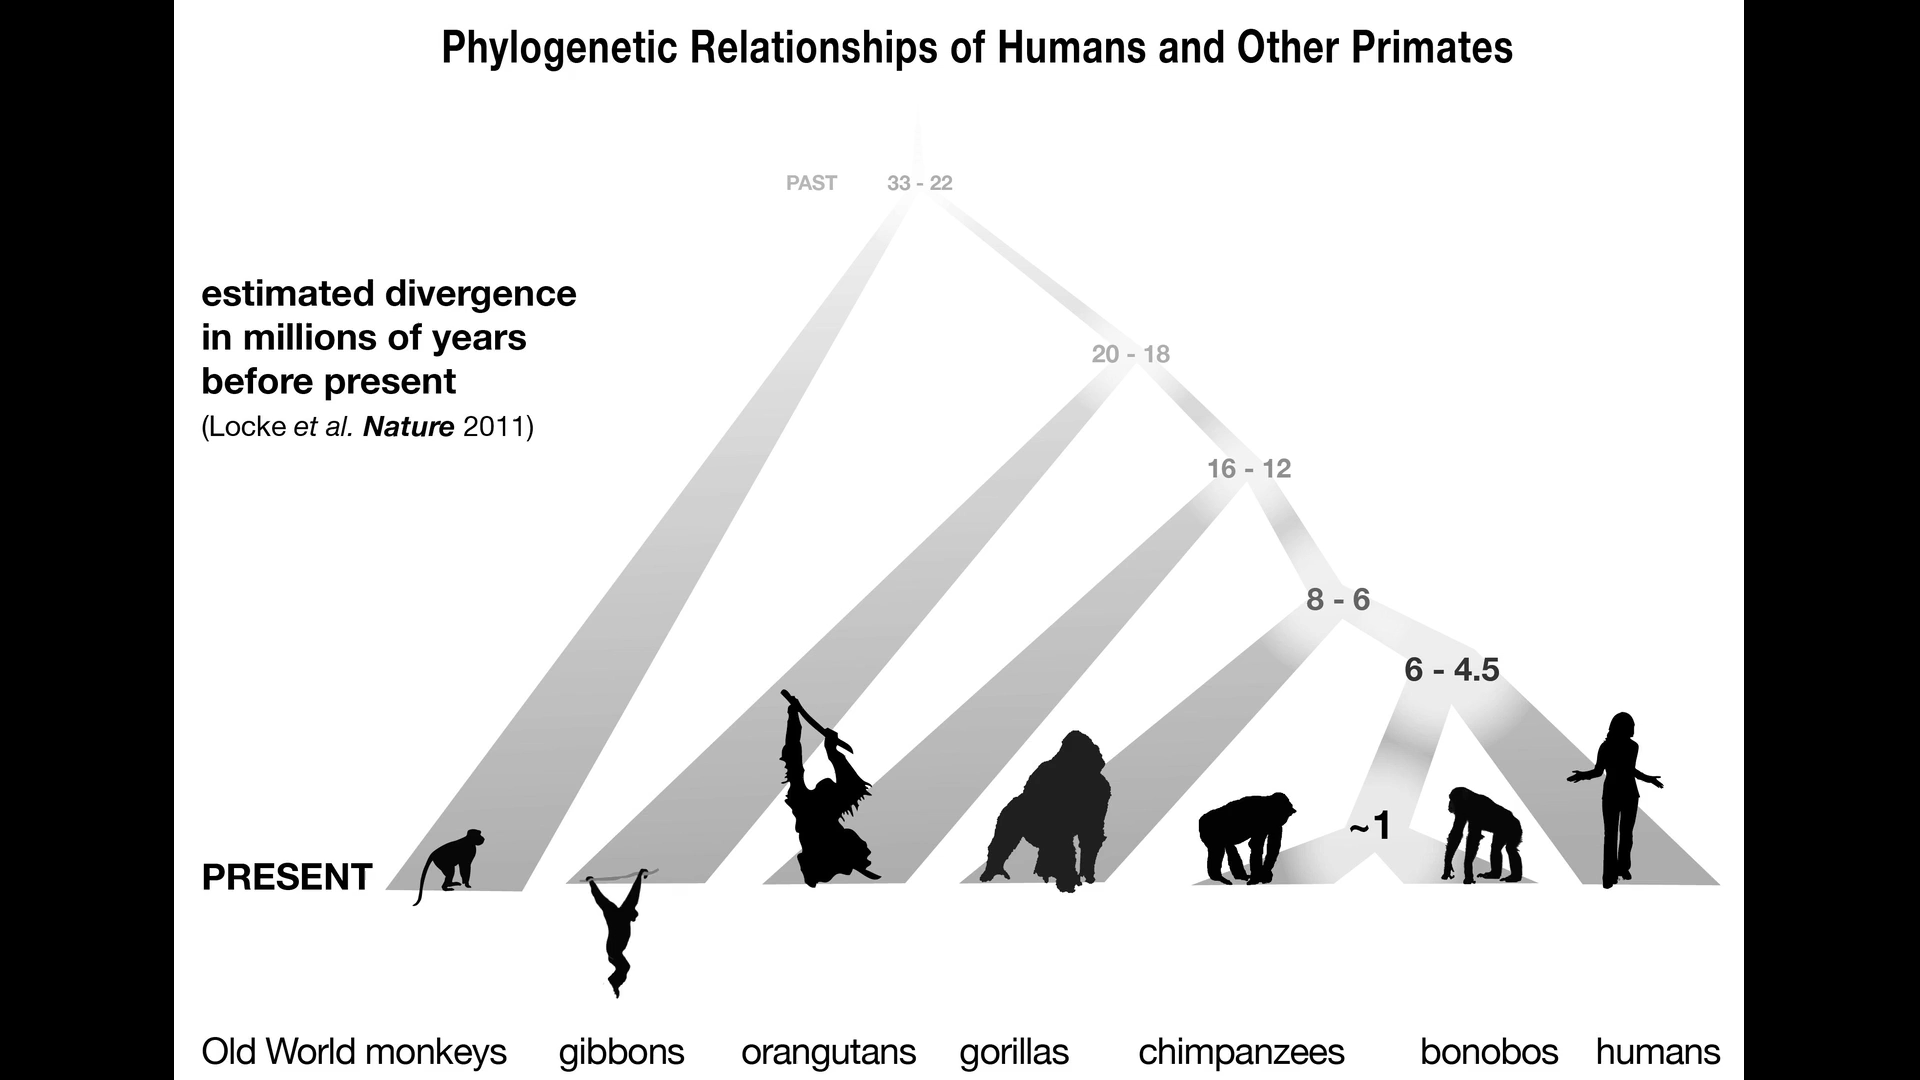 Phylogenetic Relationships of Humans and Other Primates
PAST 33 - 22
estimated divergence
in millions of years
before present
(Locke et al. Nature 2011)
20 - 18
16 - 12
8 - 6
6 - 4.5
~1
PRESENT
Old World monkeys gibbons orangutans gorillas chimpanzees bonobos humans